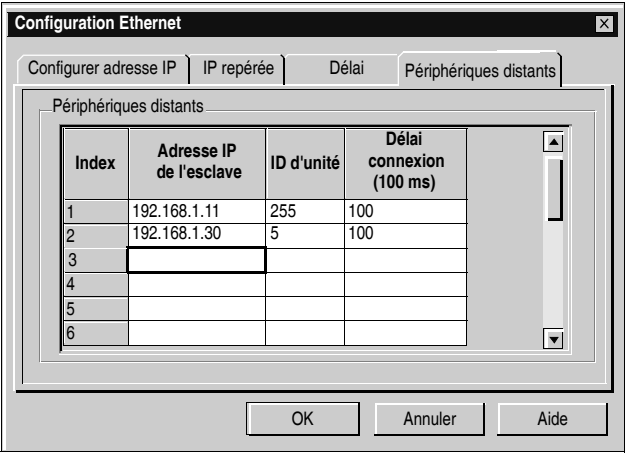 Configuration Ethernet
Configurer adresse IP IP repérée Délai Périphériques distants
Périphériques distants
Index Adresse IP de l'esclave ID d'unité Délai connexion (100 ms)
1 192.168.1.11 255 100
2 192.168.1.30 5 100
3
4
5
6
OK Annuler Aide